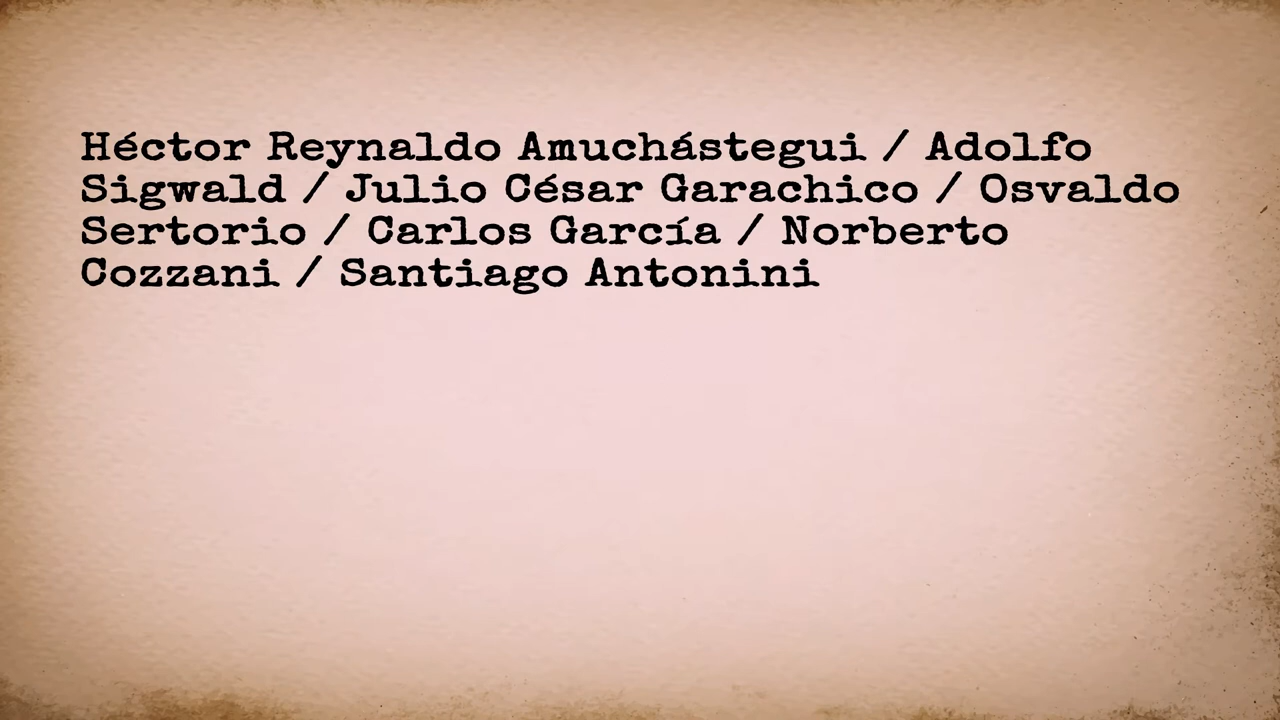 Héctor Reynaldo Amuchástegui / Adolfo
Sigwald / Julio César Garachico / Osvaldo
Sertorio / Carlos García / Norberto
Cozzani / Santiago Antonini